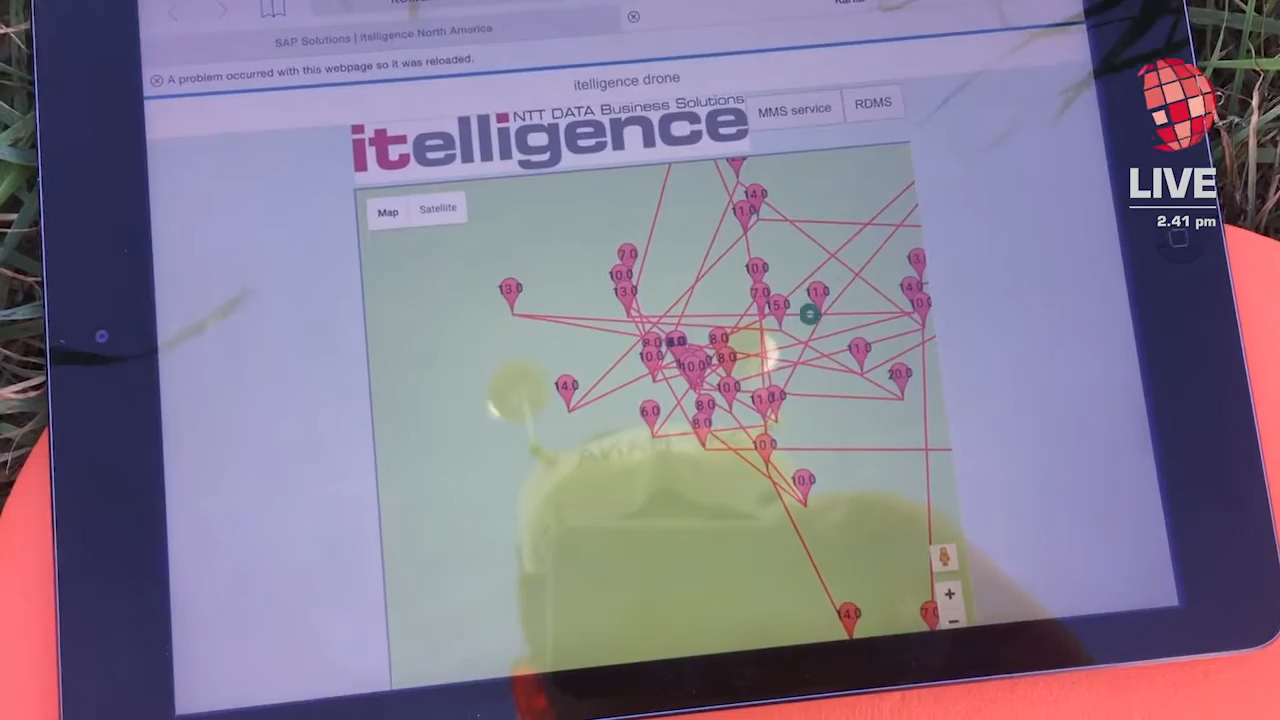 SAP Solutions | itelligence North America
A problem occurred with this webpage so it was reloaded.
itelligence drone
NTT DATA Business Solutions
itelligence
MMS service
RDMS
Map
Satellite
LIVE
2.41 pm
14.0
11.0
7.0
10.0
13.0
13.0
10.0
7.0
15.0
11.0
14.0
10.0
8.0
8.0
10.0
8.0
10.0
11.0
20.0
14.0
10.0
6.0
8.0
8.0
11.0
10.0
10.0
14.0
7.0
+
−